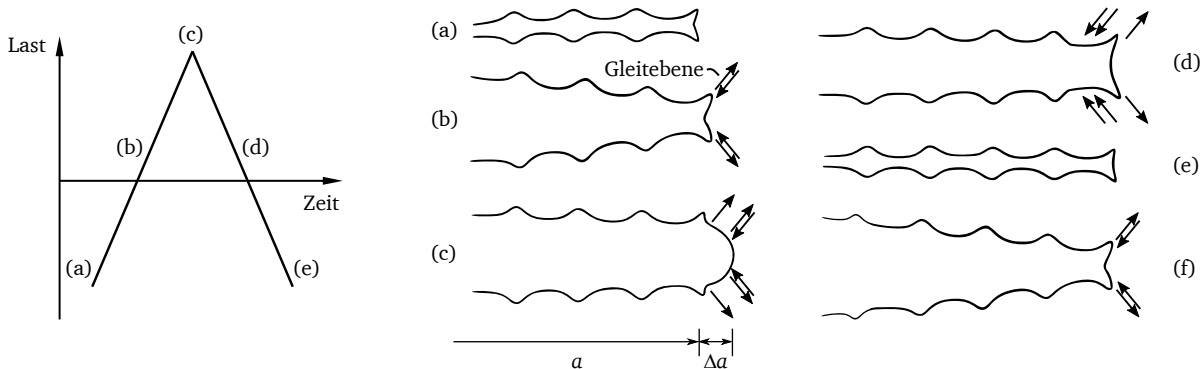 Last
(c)
(b)
(d)
Zeit
(a)
(e)
(a)
Gleitebene
(b)
(c)
a
Δa
(d)
(e)
(f)